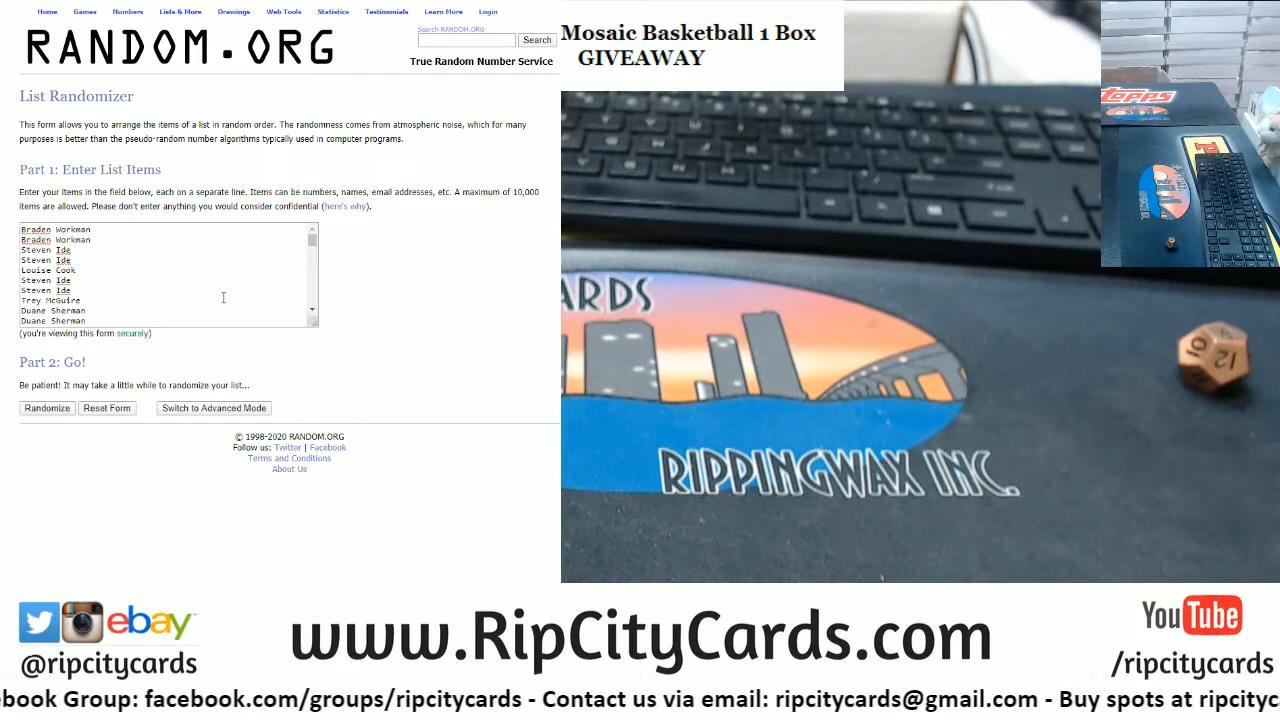 Home Games Numbers Lists & More Drawings Web Tools Statistics Testimonials Learn More Login
RANDOM.ORG
Search RANDOM.ORG
Search
True Random Number Service
List Randomizer
This form allows you to arrange the items of a list in random order. The randomness comes from atmospheric noise, which for many
purposes is better than the pseudo-random number algorithms typically used in computer programs.
Part 1: Enter List Items
Enter your items in the field below, each on a separate line. Items can be numbers, names, email addresses, etc. A maximum of 10,000
items are allowed. Please don't enter anything you would consider confidential (here's why).
Braden Workman
Braden Workman
Steven Ide
Steven Ide
Louise Cook
Steven Ide
Steven Ide
Trey McGuire
Duane Sherman
Duane Sherman
(you're viewing this form securely)
Part 2: Go!
Be patient! It may take a little while to randomize your list...
Randomize Reset Form Switch to Advanced Mode
© 1998-2020 RANDOM.ORG
Follow us: Twitter | Facebook
Terms and Conditions
About Us
Mosaic Basketball 1 Box
GIVEAWAY
ARDS
RIPPINGWAX INC.
10 12
topps
ebay
@ripcitycards
www.RipCityCards.com
YouTube
/ripcitycards
ebook Group: facebook.com/groups/ripcitycards - Contact us via email: ripcitycards@gmail.com - Buy spots at ripcityc